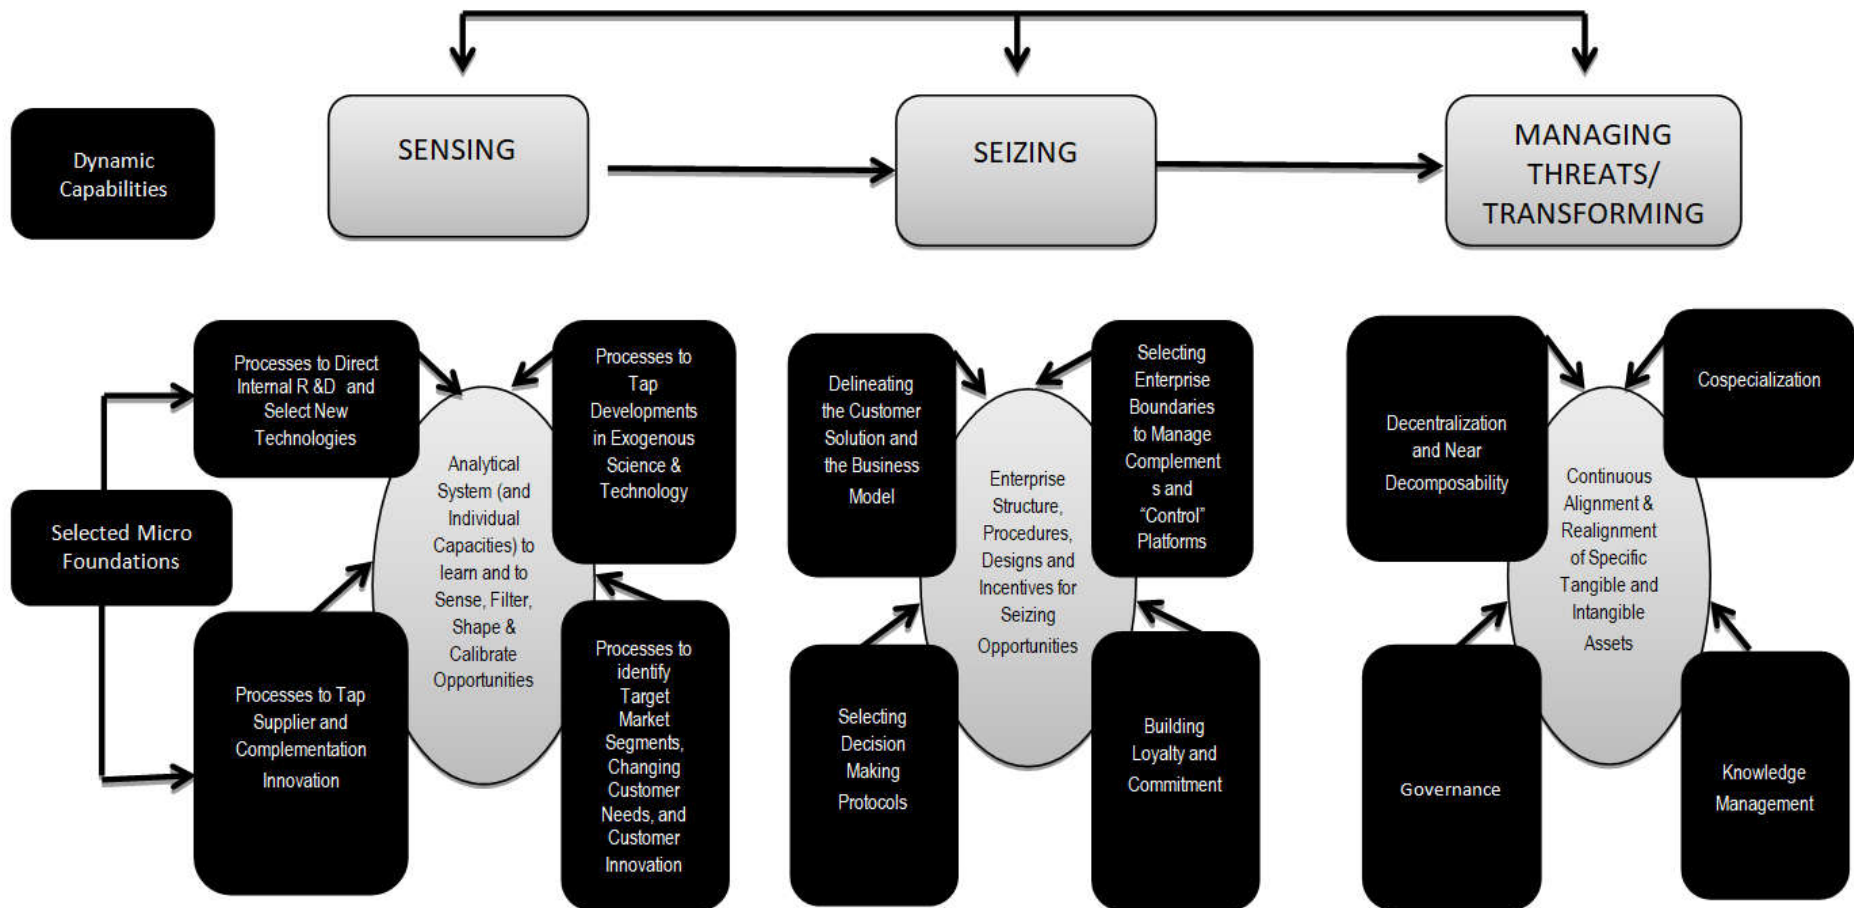 SENSING
SEIZING
MANAGING
THREATS/
TRANSFORMING
Dynamic
Capabilities
Selected Micro
Foundations
Processes to Direct
Internal R &D and
Select New
Technologies
Processes to
Tap
Developments
in Exogenous
Science &
Technology
Analytical
System (and
Individual
Capacities) to
learn and to
Sense, Filter,
Shape &
Calibrate
Opportunities
Processes to Tap
Supplier and
Complementation
Innovation
Processes to
identify
Target
Market
Segments,
Changing
Customer
Needs, and
Customer
Innovation
Delineating
the Customer
Solution and
the Business
Model
Selecting
Enterprise
Boundaries
to Manage
Complement
s and
“Control”
Platforms
Enterprise
Structure,
Procedures,
Designs and
Incentives for
Seizing
Opportunities
Selecting
Decision
Making
Protocols
Building
Loyalty and
Commitment
Decentralization
and Near
Decomposability
Cospecialization
Continuous
Alignment &
Realignment
of Specific
Tangible and
Intangible
Assets
Governance
Knowledge
Management